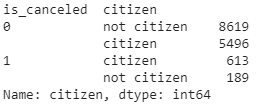 is_canceled  citizen
0            not citizen    8619
             citizen        5496
1            citizen         613
             not citizen     189
Name: citizen, dtype: int64